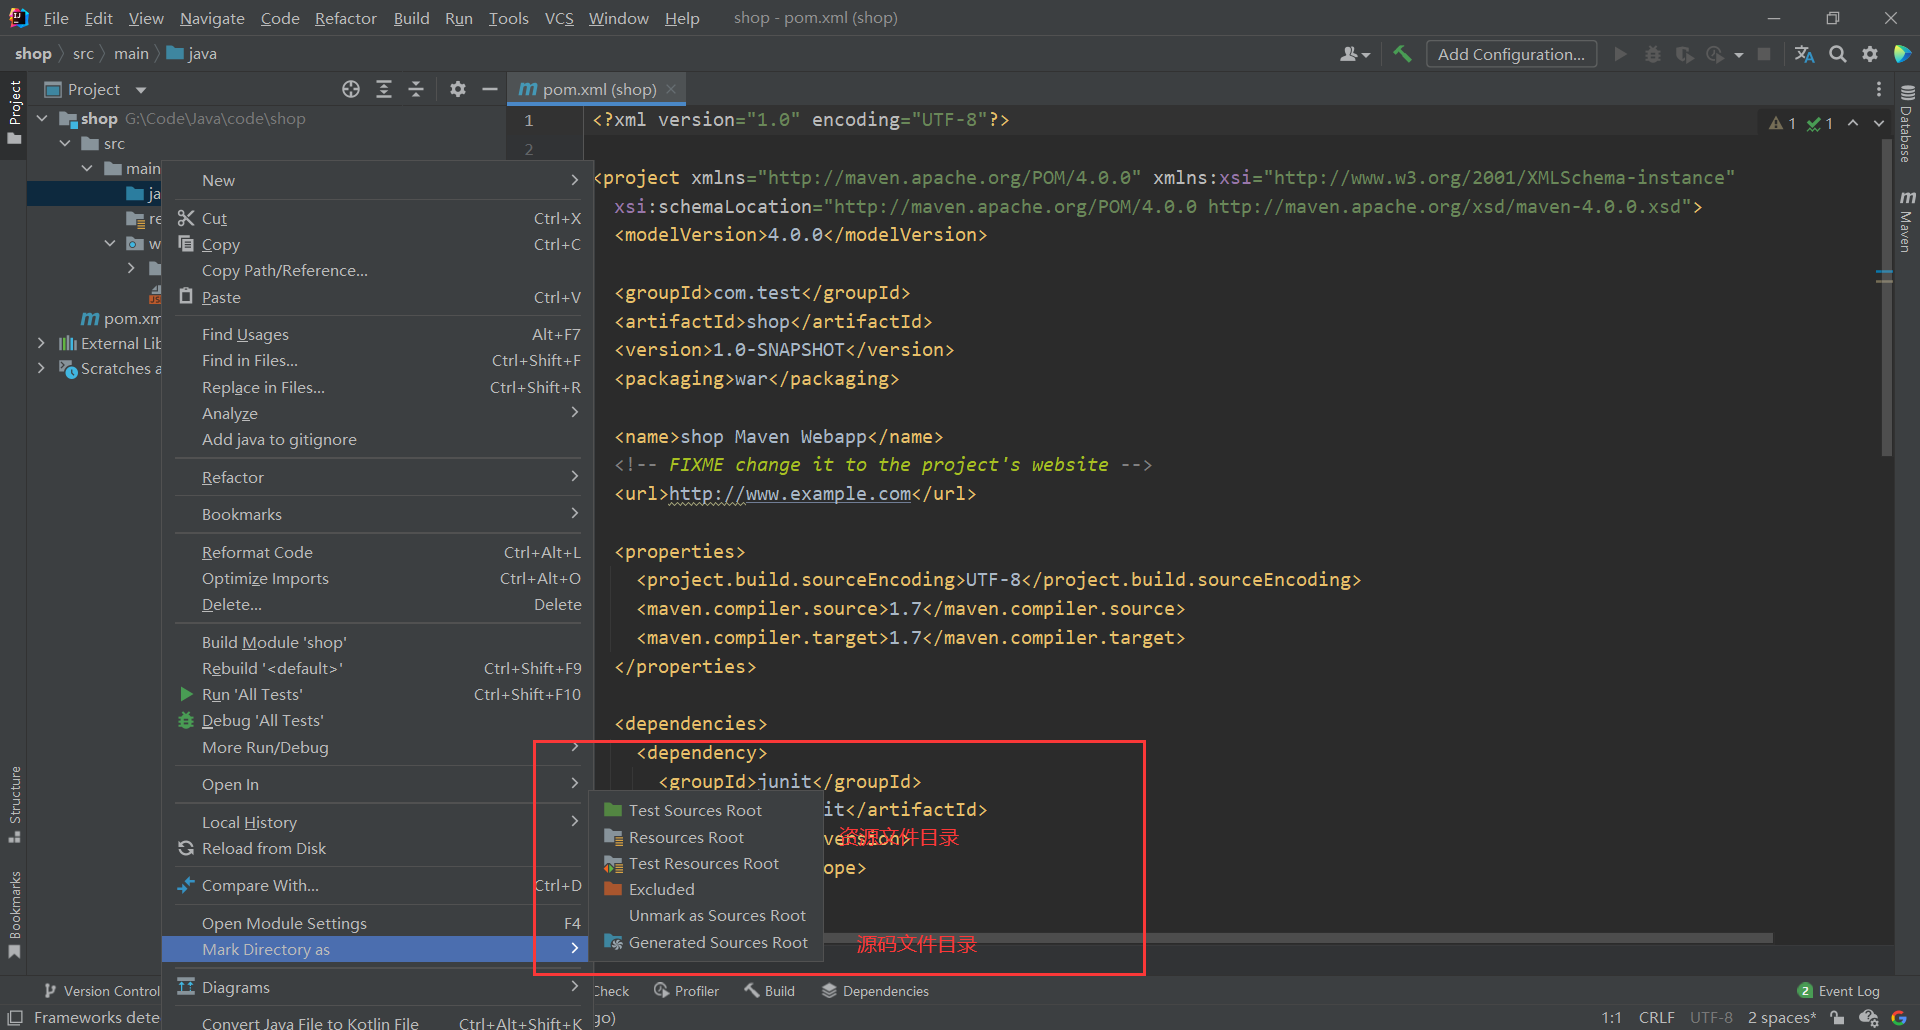 File Edit View Navigate Code Refactor Build Run Tools VCS Window Help shop - pom.xml (shop)
shop src main java
Add Configuration...
Project
Project
pom.xml (shop)
shop G:\Code\Java\code\shop
src
main
ja
re
w
pom.xm
External Lib
Scratches a
New
Cut Ctrl+X
Copy Ctrl+C
Copy Path/Reference...
Paste Ctrl+V
Find Usages Alt+F7
Find in Files... Ctrl+Shift+F
Replace in Files... Ctrl+Shift+R
Analyze
Add java to gitignore
Refactor
Bookmarks
Reformat Code Ctrl+Alt+L
Optimize Imports Ctrl+Alt+O
Delete... Delete
Build Module 'shop'
Rebuild '<default>' Ctrl+Shift+F9
Run 'All Tests' Ctrl+Shift+F10
Debug 'All Tests'
More Run/Debug
Open In
Local History
Reload from Disk
Compare With... Ctrl+D
Open Module Settings F4
Mark Directory as
Diagrams
Convert Java File to Kotlin File Ctrl+Alt+Shift+K
Test Sources Root
Resources Root
Test Resources Root
Excluded
Unmark as Sources Root
Generated Sources Root
资源文件目录
源码文件目录
1
2
<?xml version="1.0" encoding="UTF-8"?>
<project xmlns="http://maven.apache.org/POM/4.0.0" xmlns:xsi="http://www.w3.org/2001/XMLSchema-instance"
xsi:schemaLocation="http://maven.apache.org/POM/4.0.0 http://maven.apache.org/xsd/maven-4.0.0.xsd">
<modelVersion>4.0.0</modelVersion>
<groupId>com.test</groupId>
<artifactId>shop</artifactId>
<version>1.0-SNAPSHOT</version>
<packaging>war</packaging>
<name>shop Maven Webapp</name>
<!-- FIXME change it to the project's website -->
<url>http://www.example.com</url>
<properties>
<project.build.sourceEncoding>UTF-8</project.build.sourceEncoding>
<maven.compiler.source>1.7</maven.compiler.source>
<maven.compiler.target>1.7</maven.compiler.target>
</properties>
<dependencies>
<dependency>
<groupId>junit</groupId>
it</artifactId>
version>
ope>
1 1
Database
m
Maven
Structure
Bookmarks
Version Control
Check Profiler Build Dependencies
2 Event Log
Frameworks dete
go)
1:1 CRLF UTF-8 2 spaces*